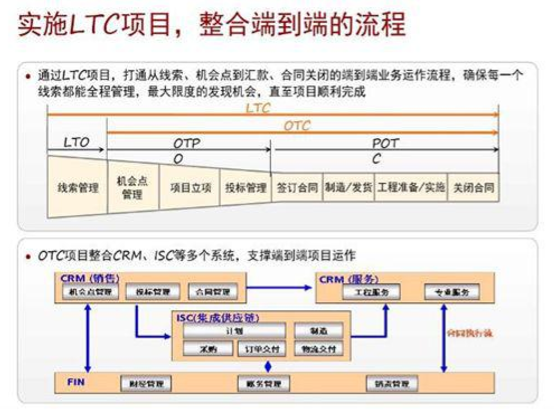 实施LTC项目，整合端到端的流程
• 通过LTC项目，打通从线索、机会点到汇款、合同关闭的端到端业务运作流程，确保每一个
线索都能全程管理，最大限度的发现机会，直至项目顺利完成
LTC
OTC
LTO
OTP
O
POT
C
线索管理
机会点
管理
项目立项
投标管理
签订合同
制造/发货
工程准备/实施
关闭合同
• OTC项目整合CRM、ISC等多个系统，支撑端到端项目运作
CRM (销售)
机会点管理
投标管理
合同管理
CRM (服务)
工程服务
专业服务
ISC(集成供应链)
计划
制造
采购
订单交付
物流交付
合同执行流
FIN
财经管理
账务管理